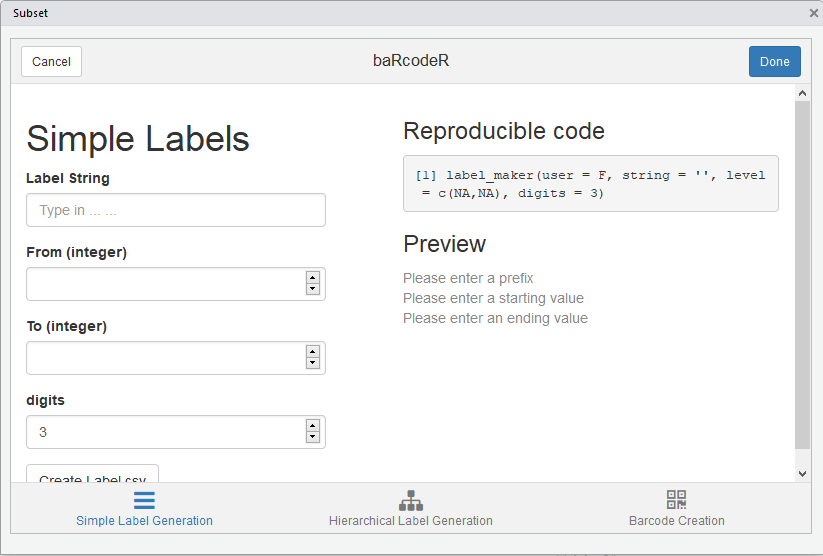 Subset
Cancel
baRcodeR
Done
Simple Labels
Label String
Type in ... ...
From (integer)
To (integer)
digits
3
Create Label.csv
Reproducible code
[1] label_maker(user = F, string = '', level
= c(NA,NA), digits = 3)
Preview
Please enter a prefix
Please enter a starting value
Please enter an ending value
Simple Label Generation
Hierarchical Label Generation
Barcode Creation